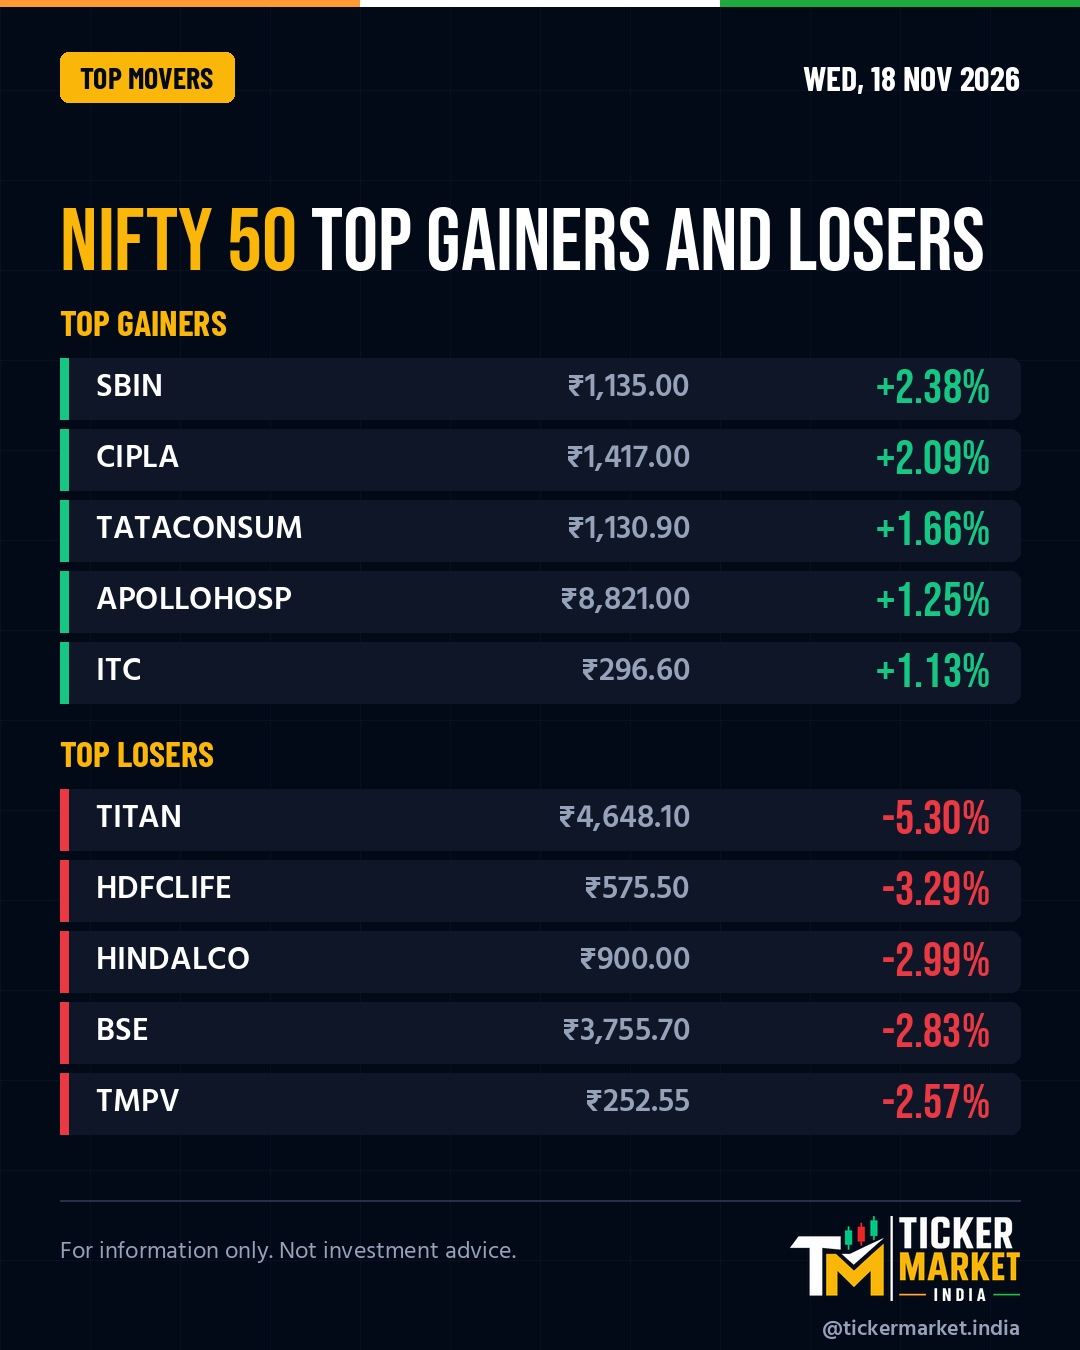 TOP MOVERS
WED, 18 NOV 2026
NIFTY 50 TOP GAINERS AND LOSERS
TOP GAINERS
SBIN ₹1,135.00 +2.38%
CIPLA ₹1,417.00 +2.09%
TATACONSUM ₹1,130.90 +1.66%
APOLLOHOSP ₹8,821.00 +1.25%
ITC ₹296.60 +1.13%
TOP LOSERS
TITAN ₹4,648.10 -5.30%
HDFCLIFE ₹575.50 -3.29%
HINDALCO ₹900.00 -2.99%
BSE ₹3,755.70 -2.83%
TMPV ₹252.55 -2.57%
For information only. Not investment advice.
TM
TICKER
MARKET
INDIA
@tickermarket.india